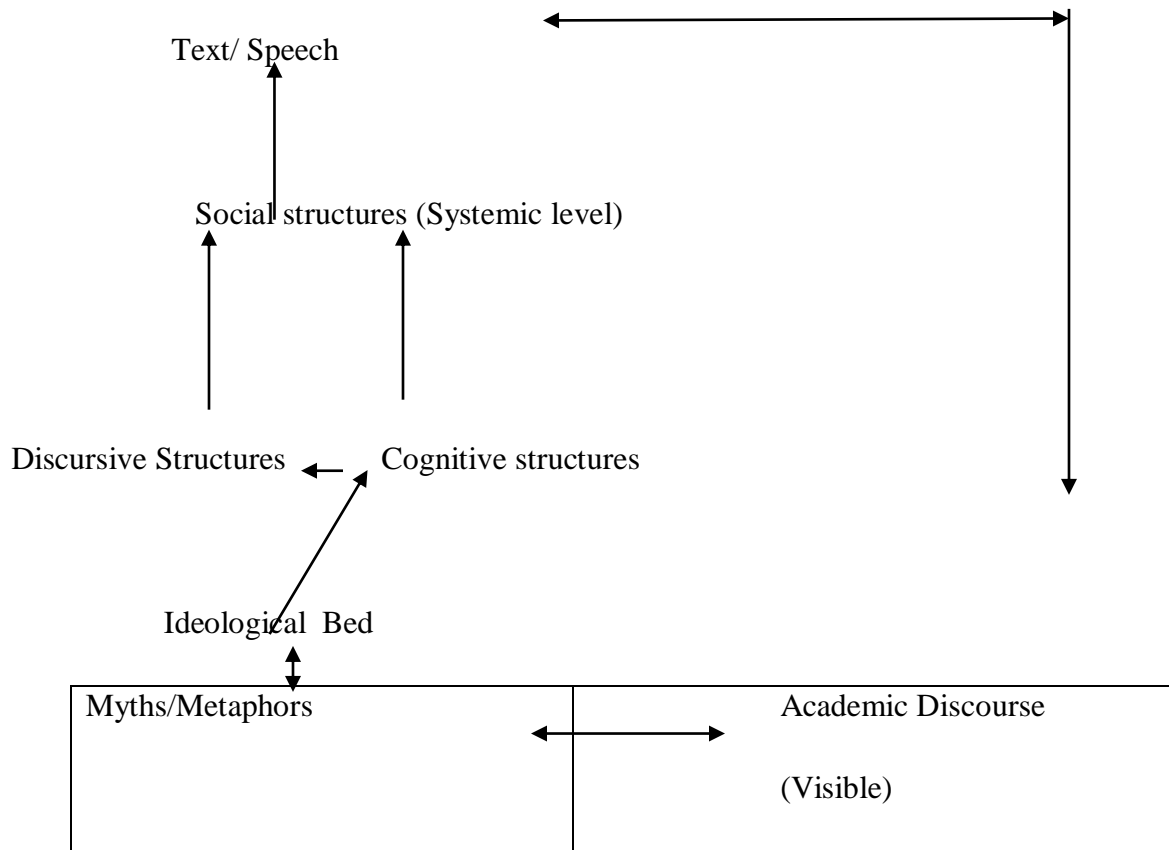 Text/ Speech
Social structures (Systemic level)
Discursive Structures
Cognitive structures
Ideological Bed
Myths/Metaphors
Academic Discourse
(Visible)